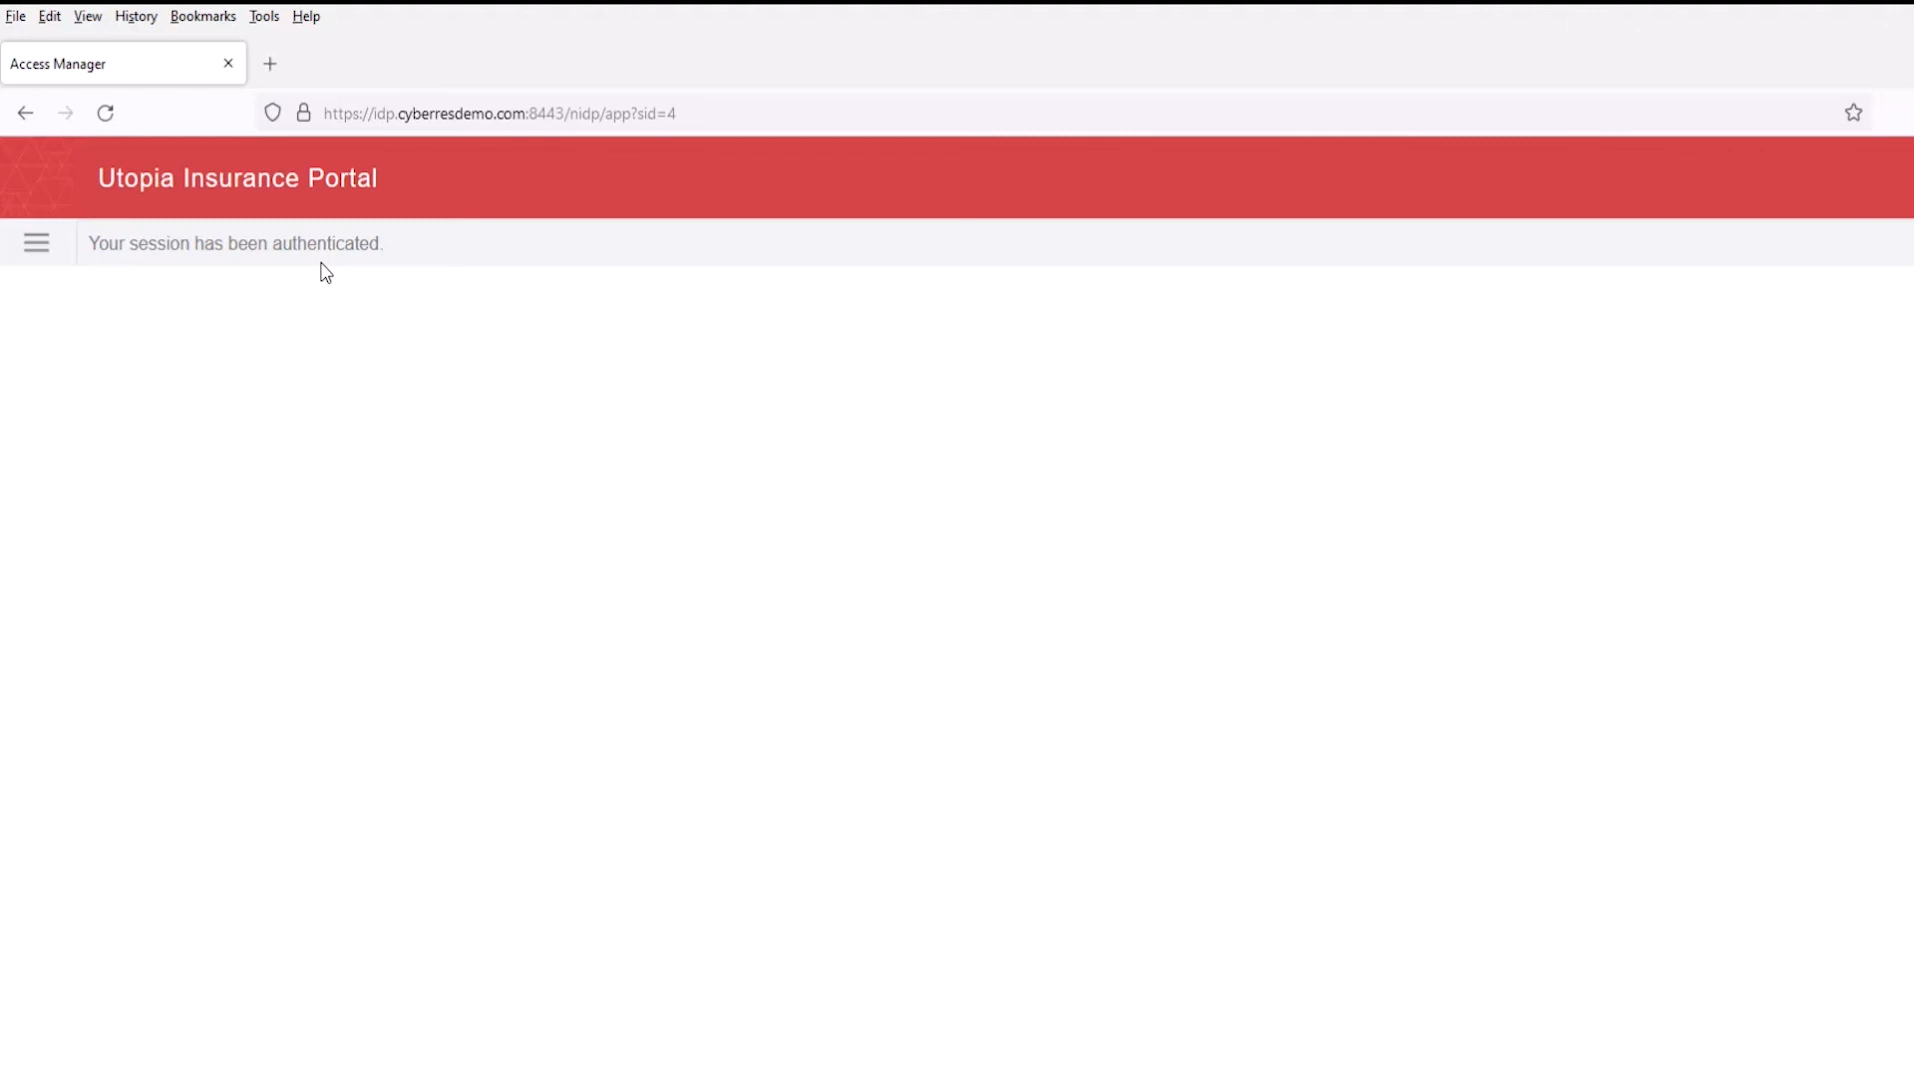 File Edit View History Bookmarks Tools Help
Access Manager
https://idp.cyberresdemo.com:8443/nidp/app?sid=4
Utopia Insurance Portal
Your session has been authenticated.